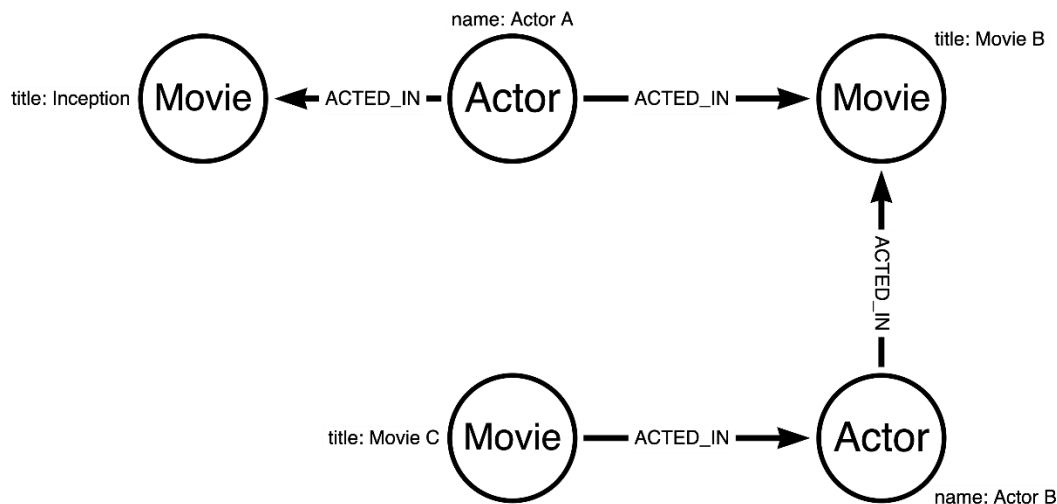 name: Actor A
title: Movie B
title: Inception
Movie
ACTED_IN
Actor
ACTED_IN
Movie
ACTED_IN
title: Movie C
Movie
ACTED_IN
Actor
name: Actor B